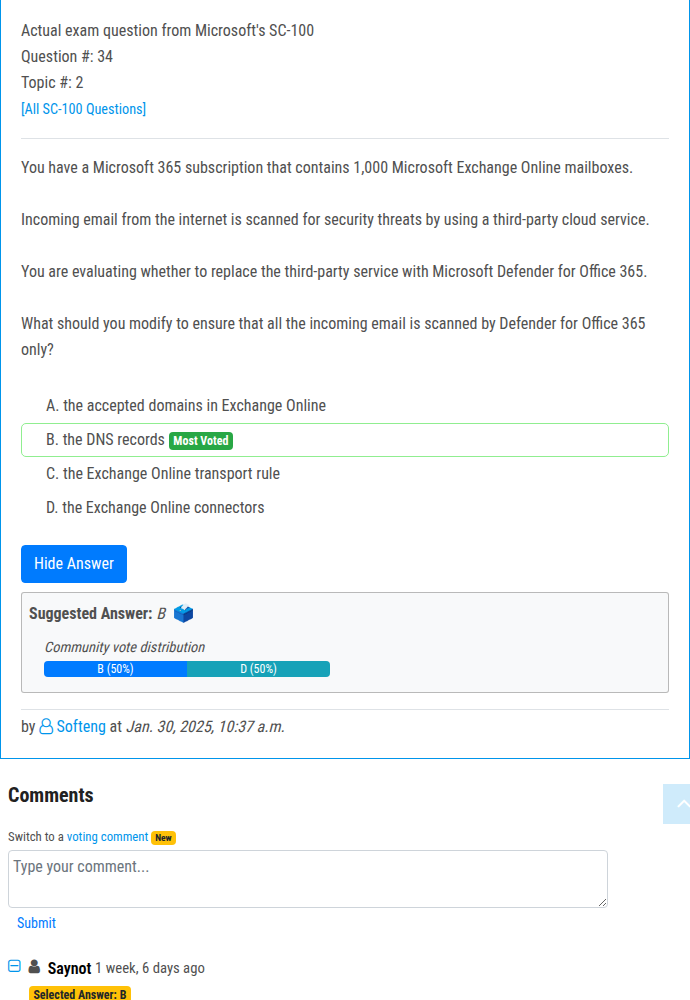 Actual exam question from Microsoft's SC-100
Question #: 34
Topic #: 2
[All SC-100 Questions]
You have a Microsoft 365 subscription that contains 1,000 Microsoft Exchange Online mailboxes.
Incoming email from the internet is scanned for security threats by using a third-party cloud service.
You are evaluating whether to replace the third-party service with Microsoft Defender for Office 365.
What should you modify to ensure that all the incoming email is scanned by Defender for Office 365
only?
A. the accepted domains in Exchange Online
B. the DNS records Most Voted
C. the Exchange Online transport rule
D. the Exchange Online connectors
Hide Answer
Suggested Answer: B
Community vote distribution
B (50%) D (50%)
by Softeng at Jan. 30, 2025, 10:37 a.m.
Comments
Switch to a voting comment New
Type your comment...
Submit
Saynot 1 week, 6 days ago
Selected Answer: B